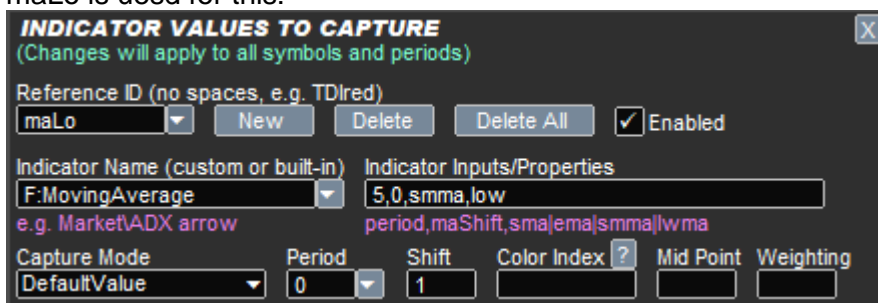 maLo is used for this.
INDICATOR VALUES TO CAPTURE X
(Changes will apply to all symbols and periods)
Reference ID (no spaces, e.g. TDIred)
maLo New Delete Delete All Enabled
Indicator Name (custom or built-in) Indicator Inputs/Properties
F:MovingAverage 5,0,smma,low
e.g. Market\ADX arrow period,maShift,sma|ema|smma|lwma
Capture Mode Period Shift Color Index ? Mid Point Weighting
DefaultValue 0 1